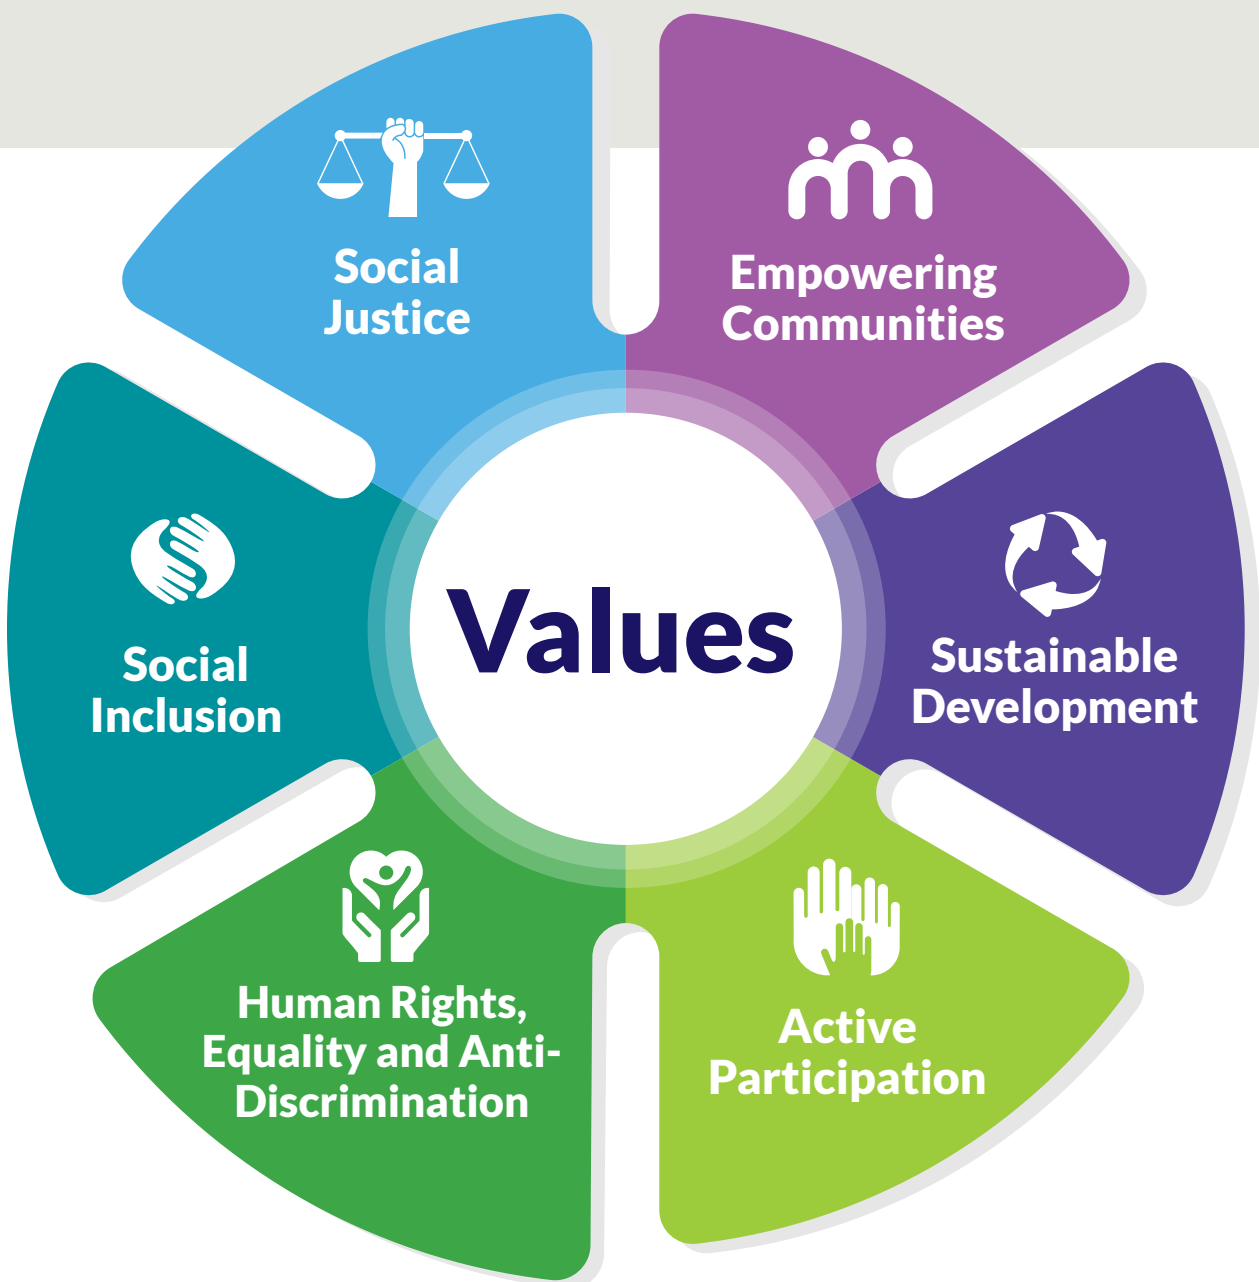 Social
Justice
Empowering
Communities
Sustainable
Development
Active
Participation
Human Rights,
Equality and Anti-
Discrimination
Social
Inclusion
Values